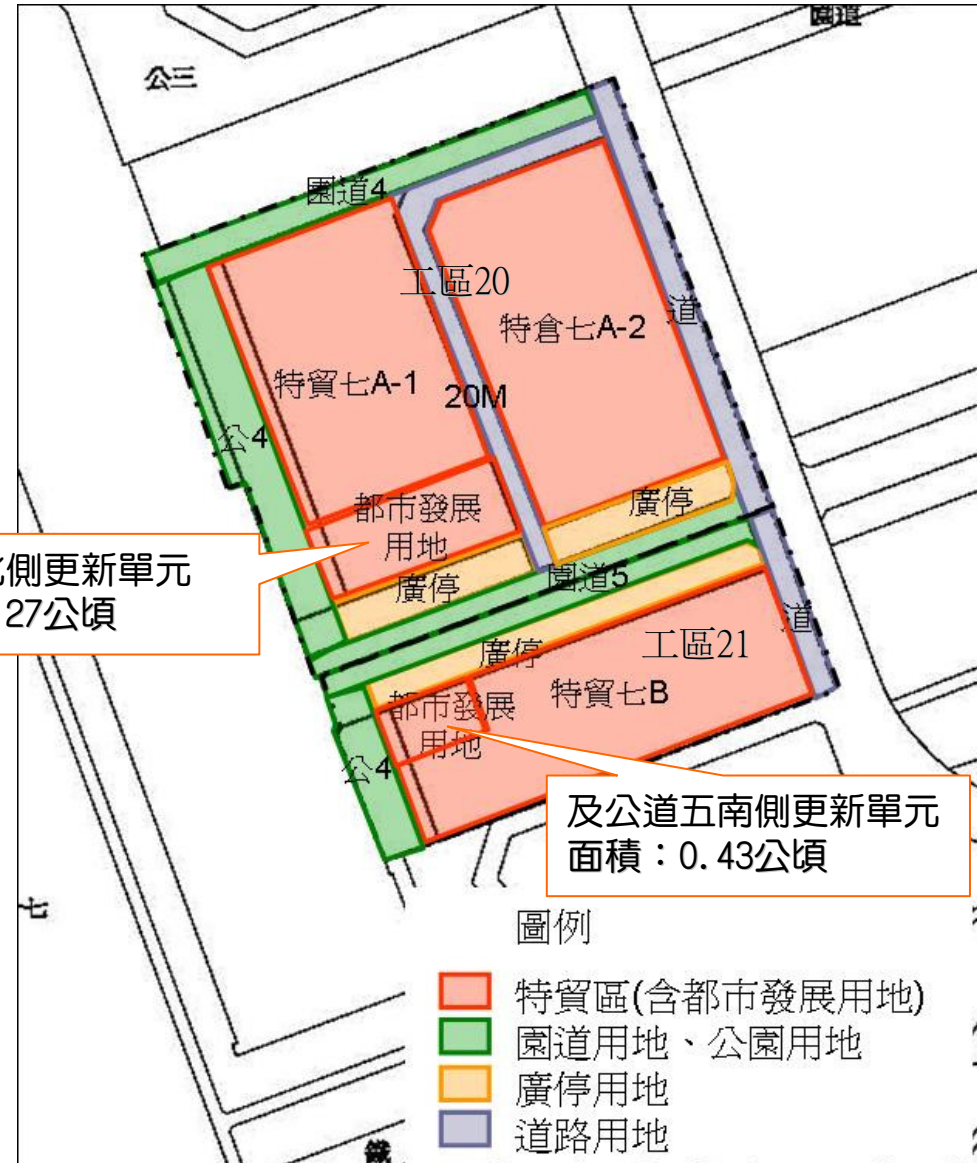 園道
公三
園道4
工區20
特倉七A-2
道
特貿七A-1
20M
公4
都市發展
用地
廣停
廣停
側更新單元
27公頃
園道5
道
廣停
工區21
都市發展
用地
特貿七B
公4
及公道五南側更新單元
面積：0.43公頃
七
圖例
特貿區(含都市發展用地)
園道用地、公園用地
廣停用地
道路用地
鐵